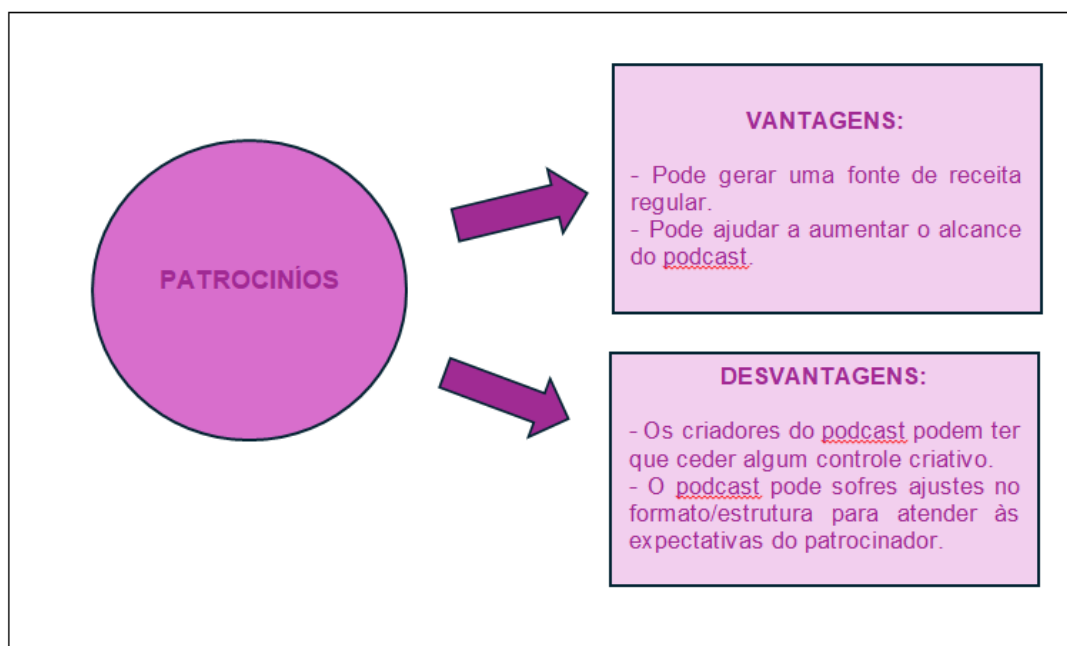 PATROCINÍOS
VANTAGENS:
- Pode gerar uma fonte de receita
regular.
- Pode ajudar a aumentar o alcance
do podcast.
DESVANTAGENS:
- Os criadores do podcast podem ter
que ceder algum controle criativo.
- O podcast pode sofres ajustes no
formato/estrutura para atender às
expectativas do patrocinador.